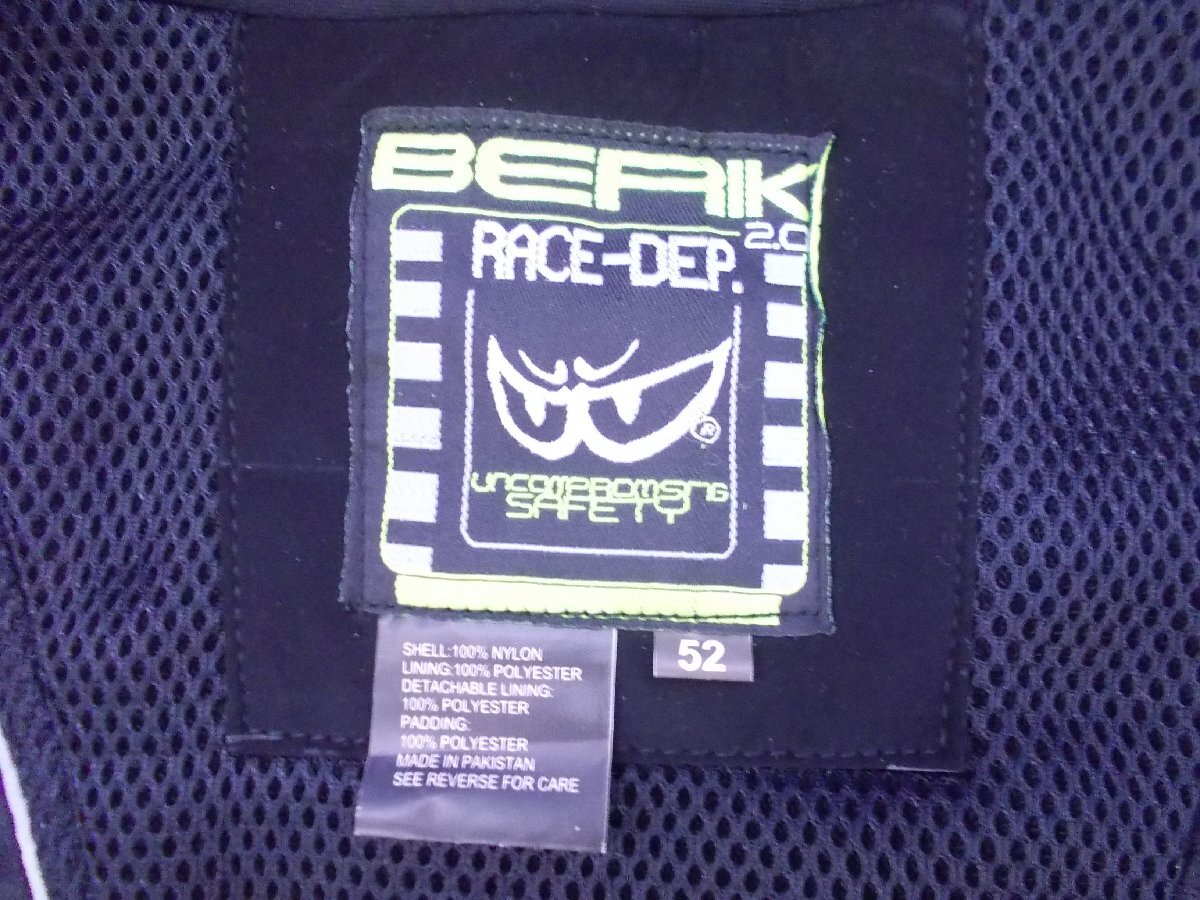 BERIK
2.0
RACE-DEP.
®
UNCOMPROMSING
SAFETY
52
SHELL:100% NYLON
LINING:100% POLYESTER
DETACHABLE LINING:
100% POLYESTER
PADDING:
100% POLYESTER
MADE IN PAKISTAN
SEE REVERSE FOR CARE